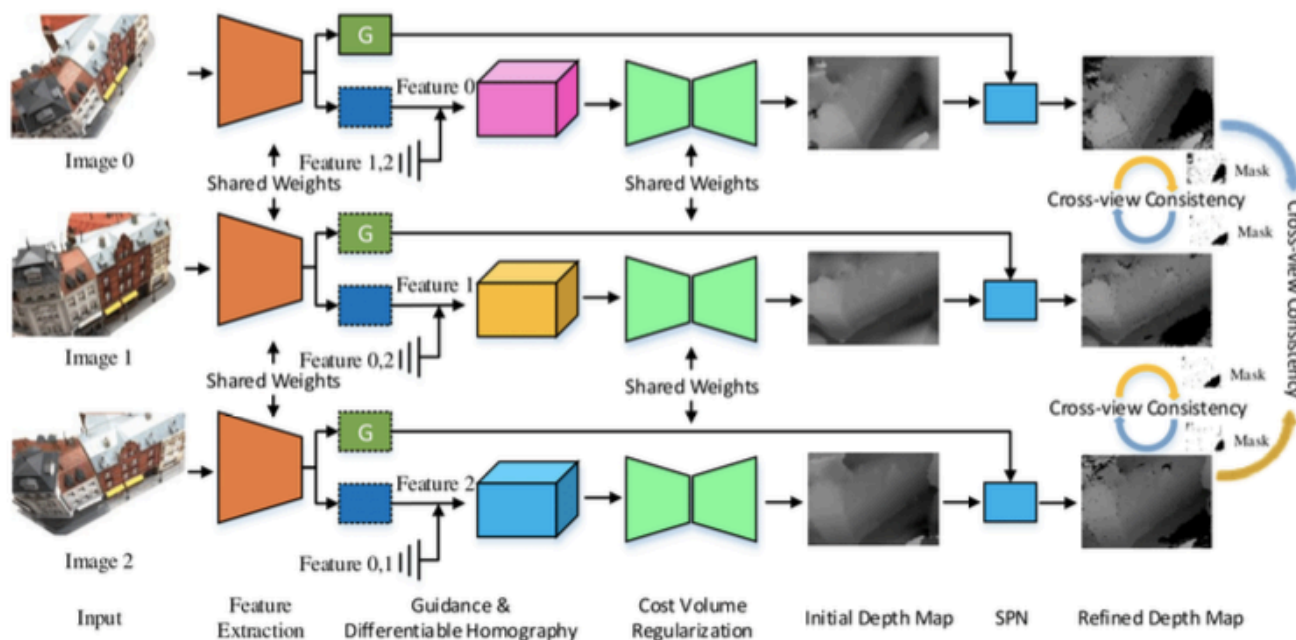 G
Feature 0
Image 0
Feature 1,2
Shared Weights
Shared Weights
Mask
Cross-view Consistency
Mask
Cross-view Consistency
G
Feature 1
Image 1
Feature 0,2
Shared Weights
Shared Weights
Mask
Cross-view Consistency
Mask
G
Feature 2
Image 2
Feature 0,1
Input
Feature
Extraction
Guidance &
Differentiable Homography
Cost Volume
Regularization
Initial Depth Map
SPN
Refined Depth Map